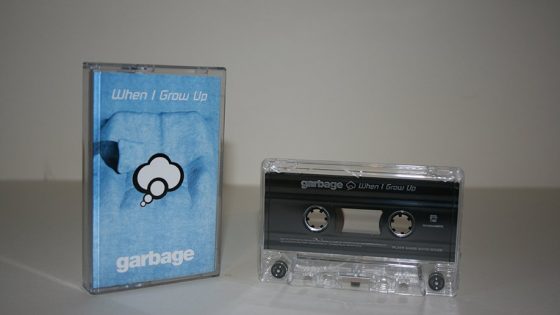 When I Grow Up
garbage
garbage When I Grow Up